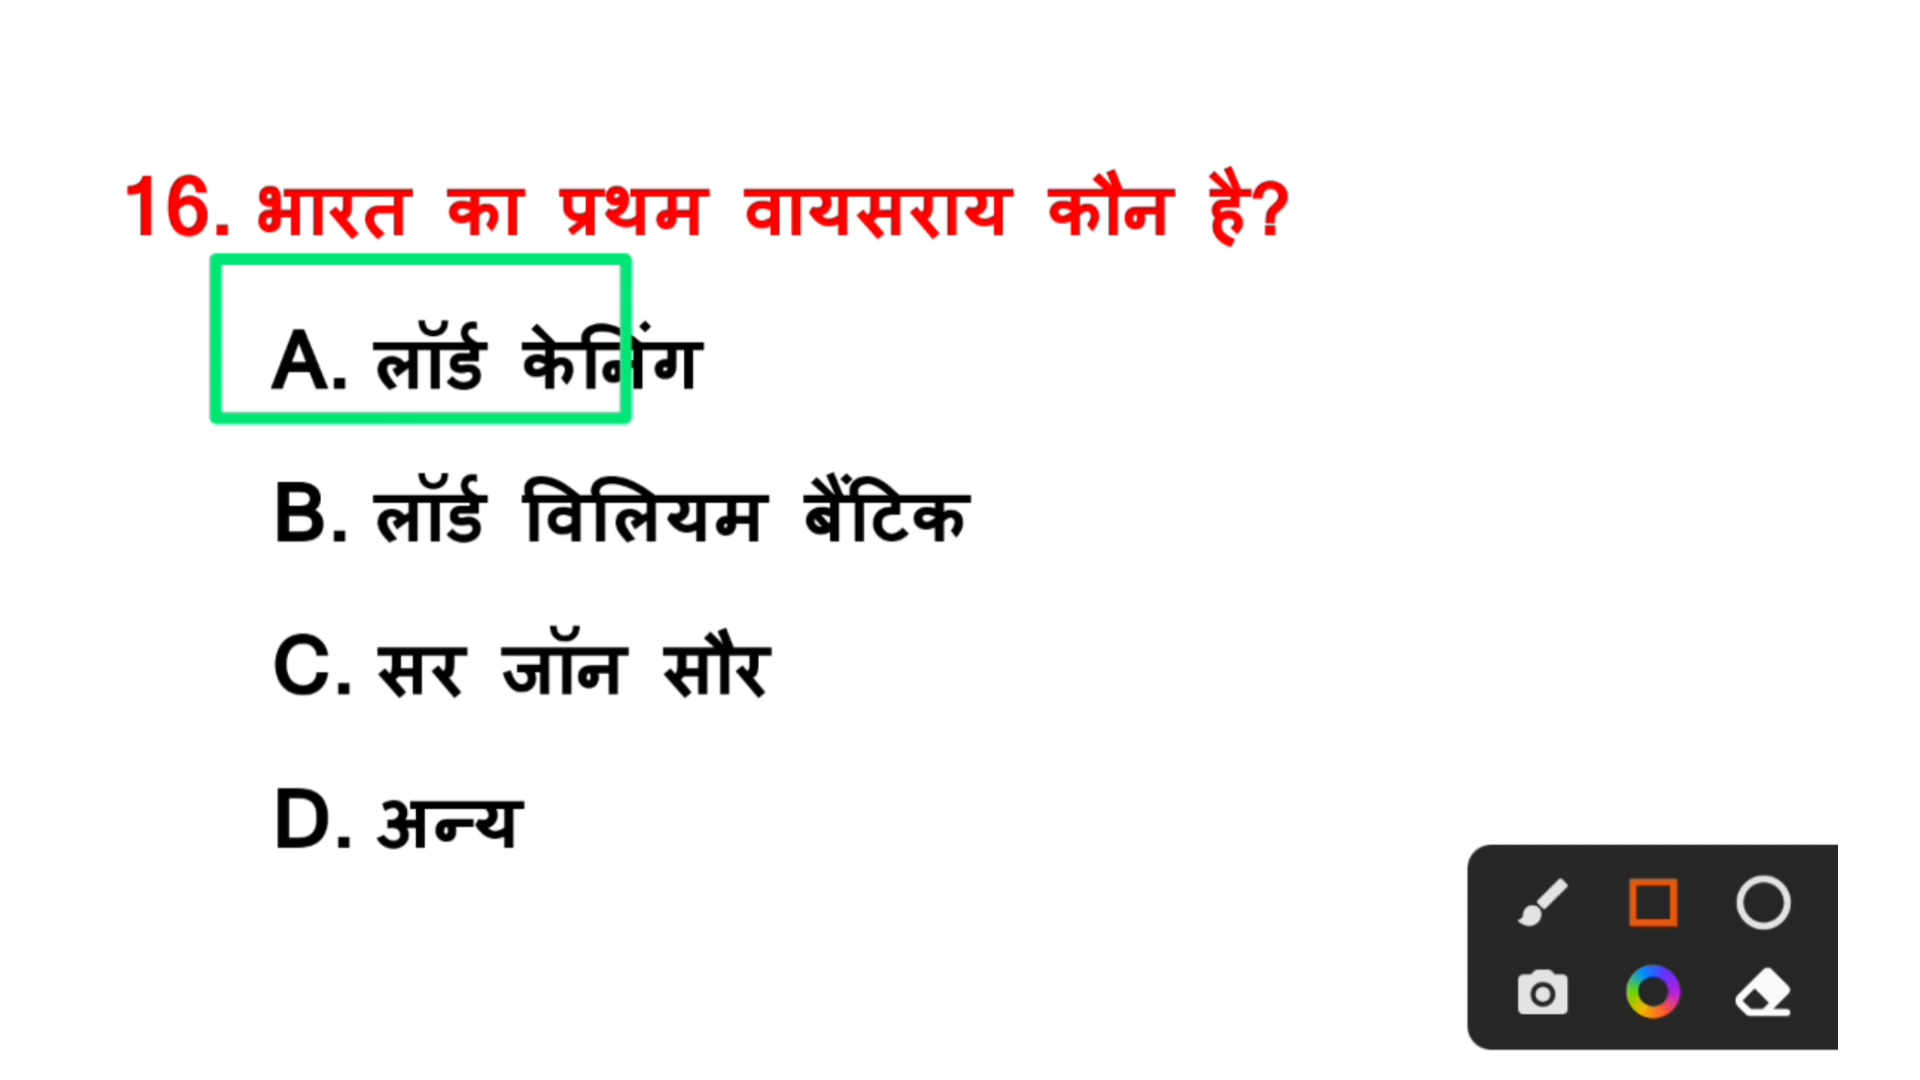 16. भारत का प्रथम वायसराय कौन है?
A. लॉर्ड केनिंग
B. लॉर्ड विलियम बैंटिक
C. सर जॉन सौर
D. अन्य